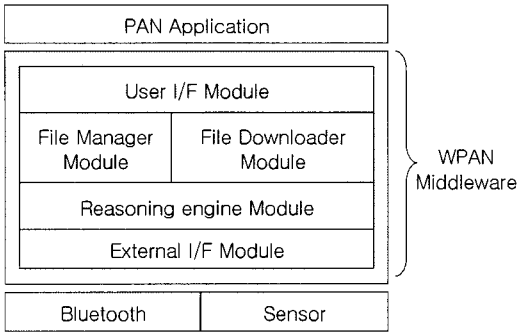 PAN Application
User I/F Module
File Manager
Module
File Downloader
Module
Reasoning engine Module
External I/F Module
WPAN
Middleware
Bluetooth
Sensor